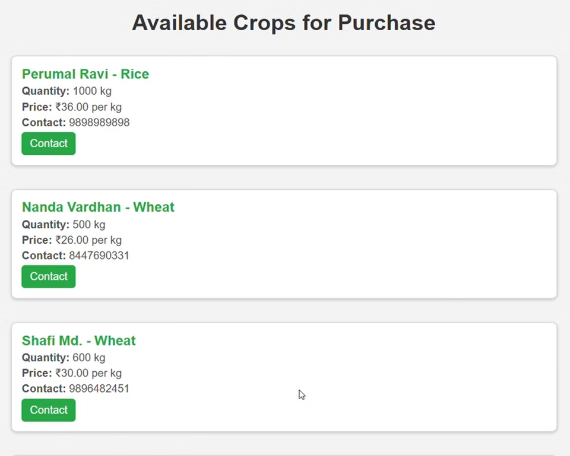 Available Crops for Purchase
Perumal Ravi - Rice
Quantity: 1000 kg
Price: ₹36.00 per kg
Contact: 9898989898
Contact
Nanda Vardhan - Wheat
Quantity: 500 kg
Price: ₹26.00 per kg
Contact: 8447690331
Contact
Shafi Md. - Wheat
Quantity: 600 kg
Price: ₹30.00 per kg
Contact: 9896482451
Contact